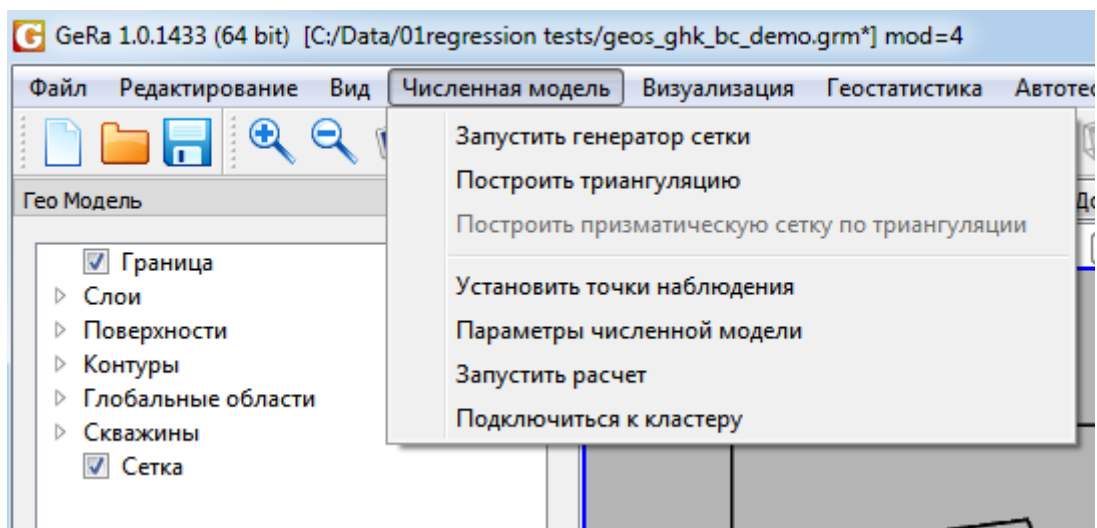 GeRa 1.0.1433 (64 bit) [C:/Data/01regression tests/geos_ghk_bc_demo.grm*] mod=4
Файл Редактирование Вид Численная модель Визуализация Геостатистика
Запустить генератор сетки
Построить триангуляцию
Гео Модель
Построить призматическую сетку по триангуляции
Граница
Слои
Установить точки наблюдения
Поверхности
Параметры численной модели
Контуры
Запустить расчет
Глобальные области
Подключиться к кластеру
Скважины
Сетка